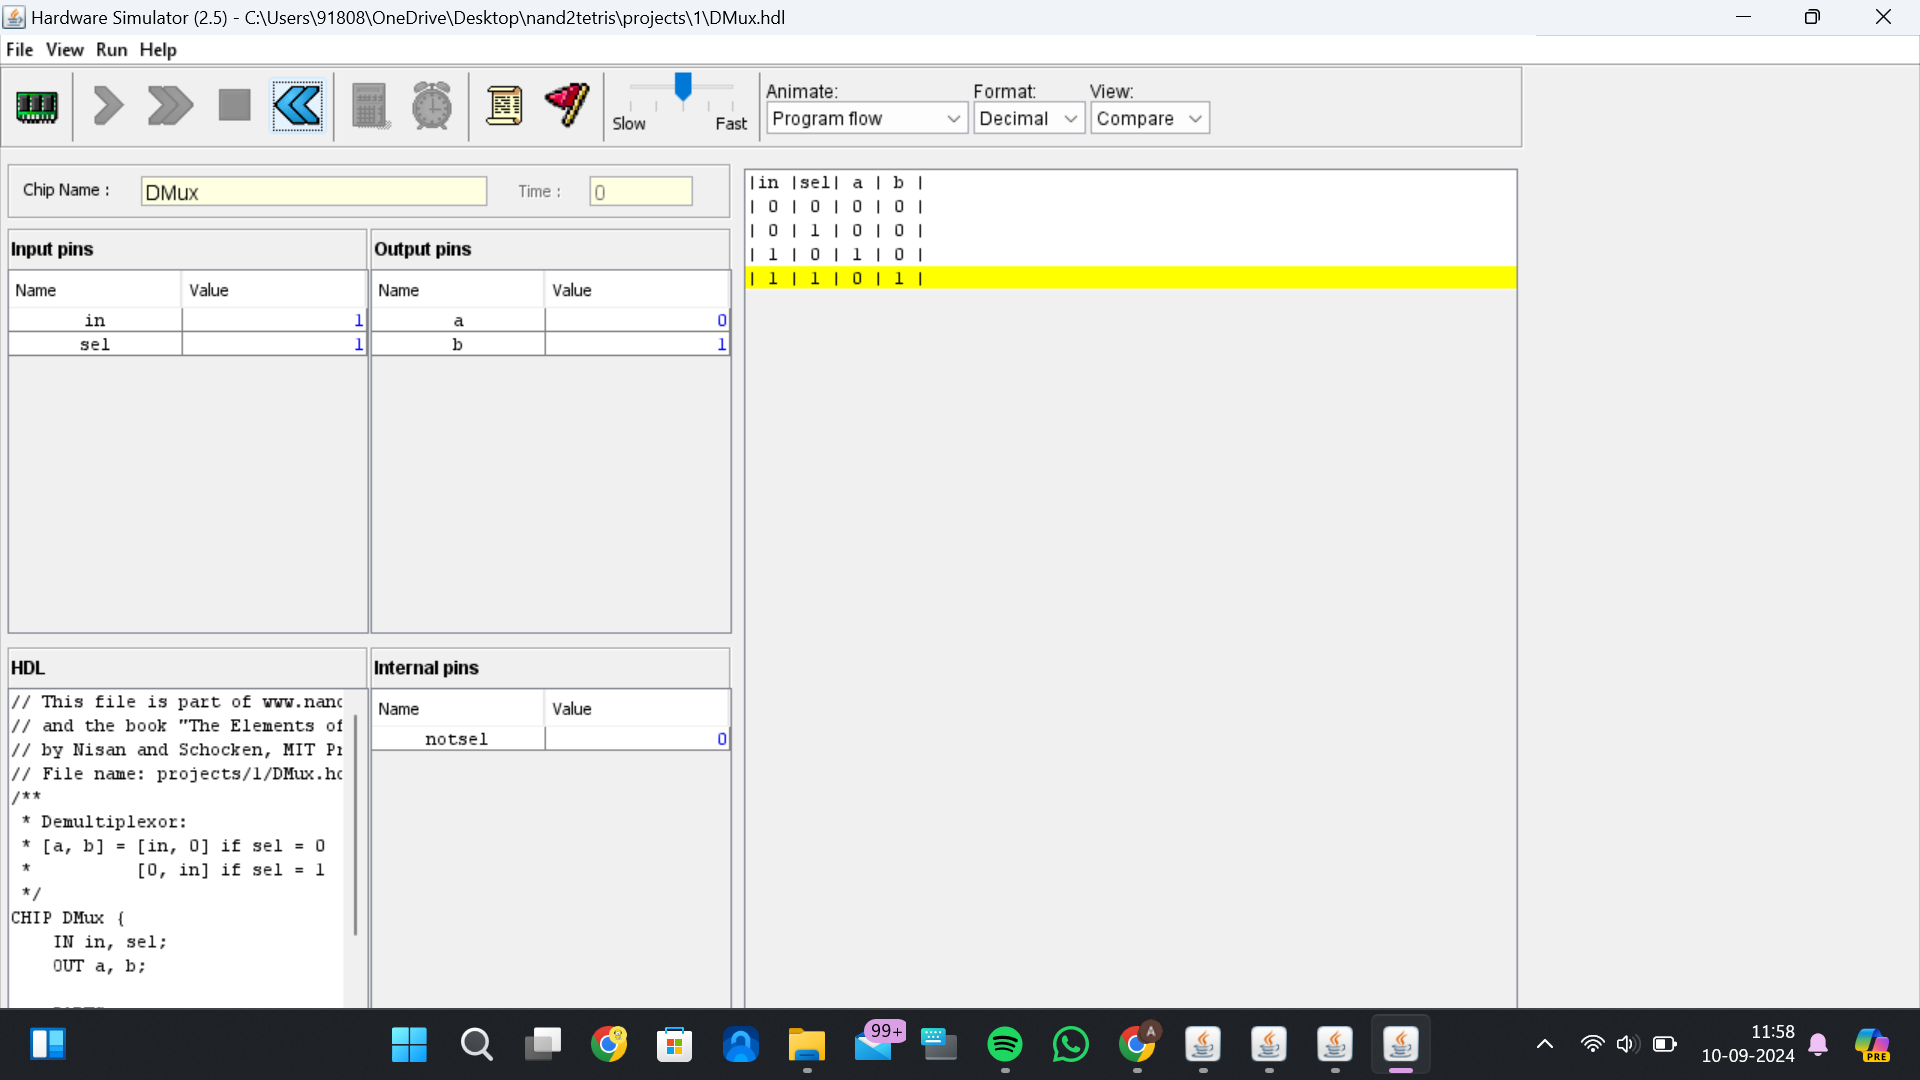 Hardware Simulator (2.5) - C:\Users\91808\OneDrive\Desktop\nand2tetris\projects\1\DMux.hdl
File View Run Help
Slow Fast
Animate: Format: View:
Program flow Decimal Compare
Chip Name : DMux Time : 0
Input pins
Name Value
in 1
sel 1
Output pins
Name Value
a 0
b 1
|in |sel| a | b |
| 0 | 0 | 0 | 0 |
| 0 | 1 | 0 | 0 |
| 1 | 0 | 1 | 0 |
| 1 | 1 | 0 | 1 |
HDL
// This file is part of www.nand
// and the book "The Elements of
// by Nisan and Schocken, MIT Pr
// File name: projects/1/DMux.hd
/**
* Demultiplexor:
* [a, b] = [in, 0] if sel = 0
* [0, in] if sel = 1
*/
CHIP DMux {
IN in, sel;
OUT a, b;
Internal pins
Name Value
notsel 0
99+
A
11:58
10-09-2024
PRE